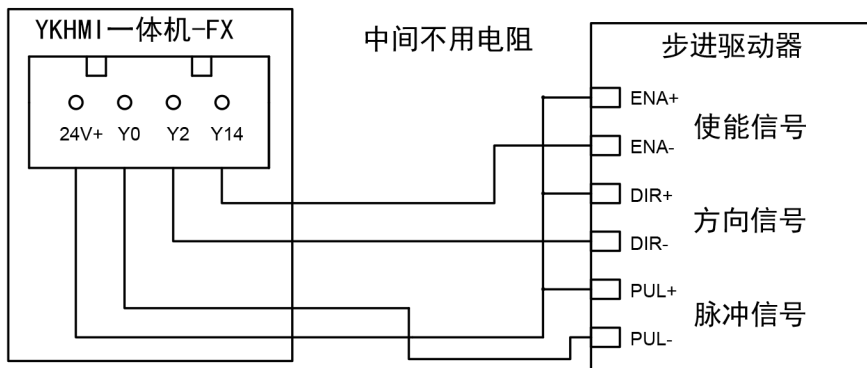 YKHMI一体机-FX
中间不用电阻
步进驱动器
24V+ Y0 Y2 Y14
ENA+
使能信号
ENA-
DIR+
方向信号
DIR-
PUL+
脉冲信号
PUL-